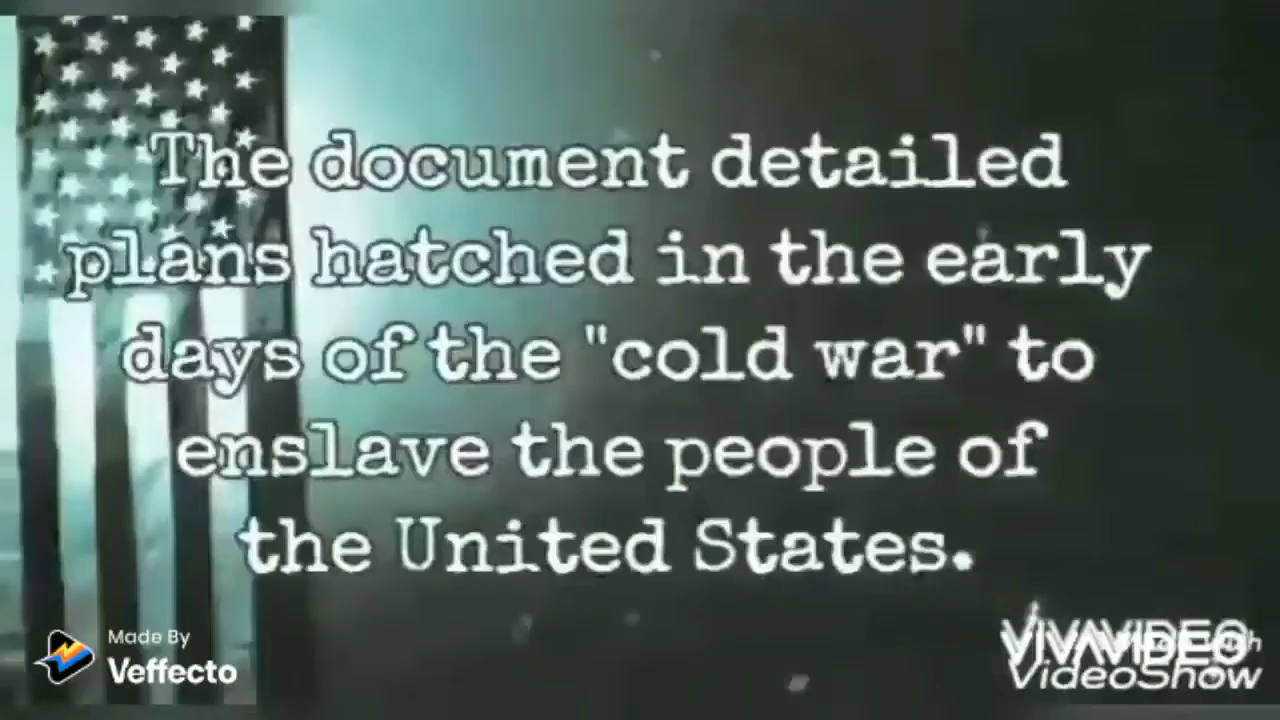 The document detailed
plans hatched in the early
days of the "cold war" to
enslave the people of
the United States.
Made By
Veffecto
VIVAVIDEO
VideoShow